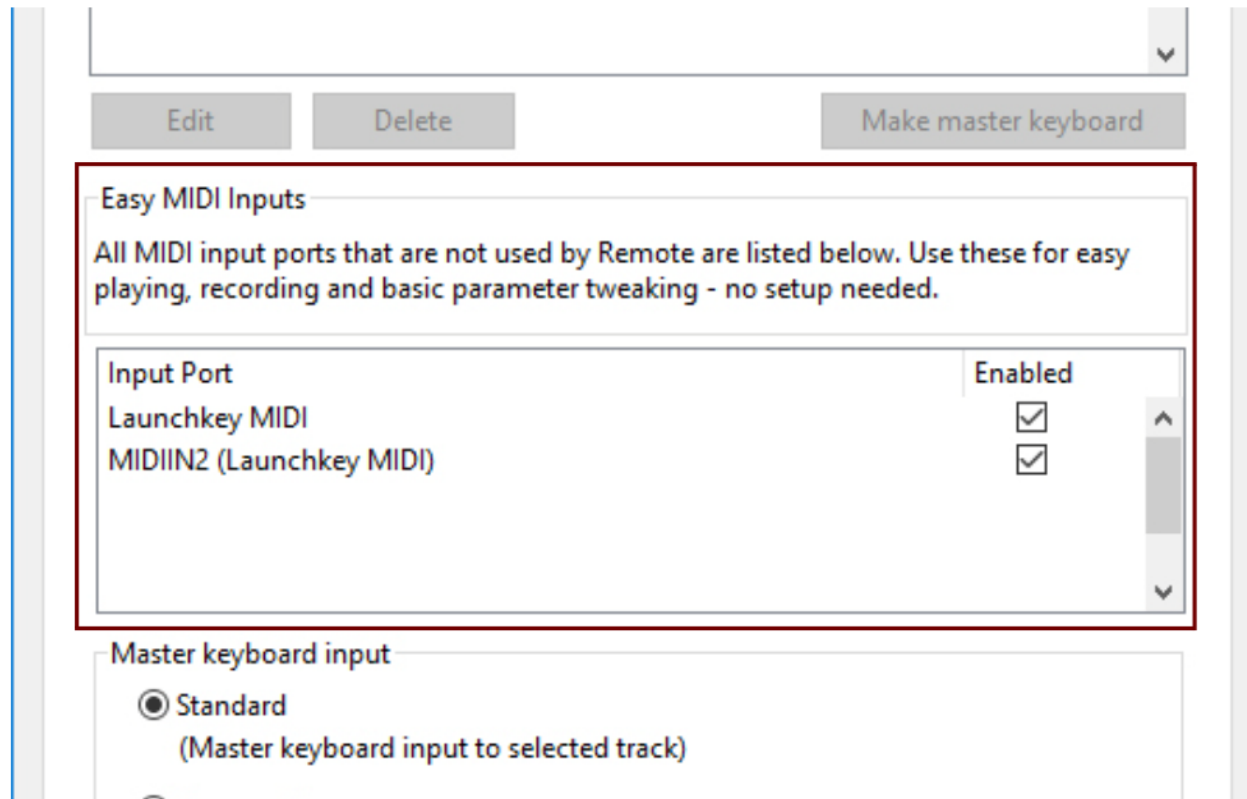 Edit Delete Make master keyboard
Easy MIDI Inputs
All MIDI input ports that are not used by Remote are listed below. Use these for easy
playing, recording and basic parameter tweaking - no setup needed.
Input Port Enabled
Launchkey MIDI
MIDIIN2 (Launchkey MIDI)
Master keyboard input
Standard
(Master keyboard input to selected track)